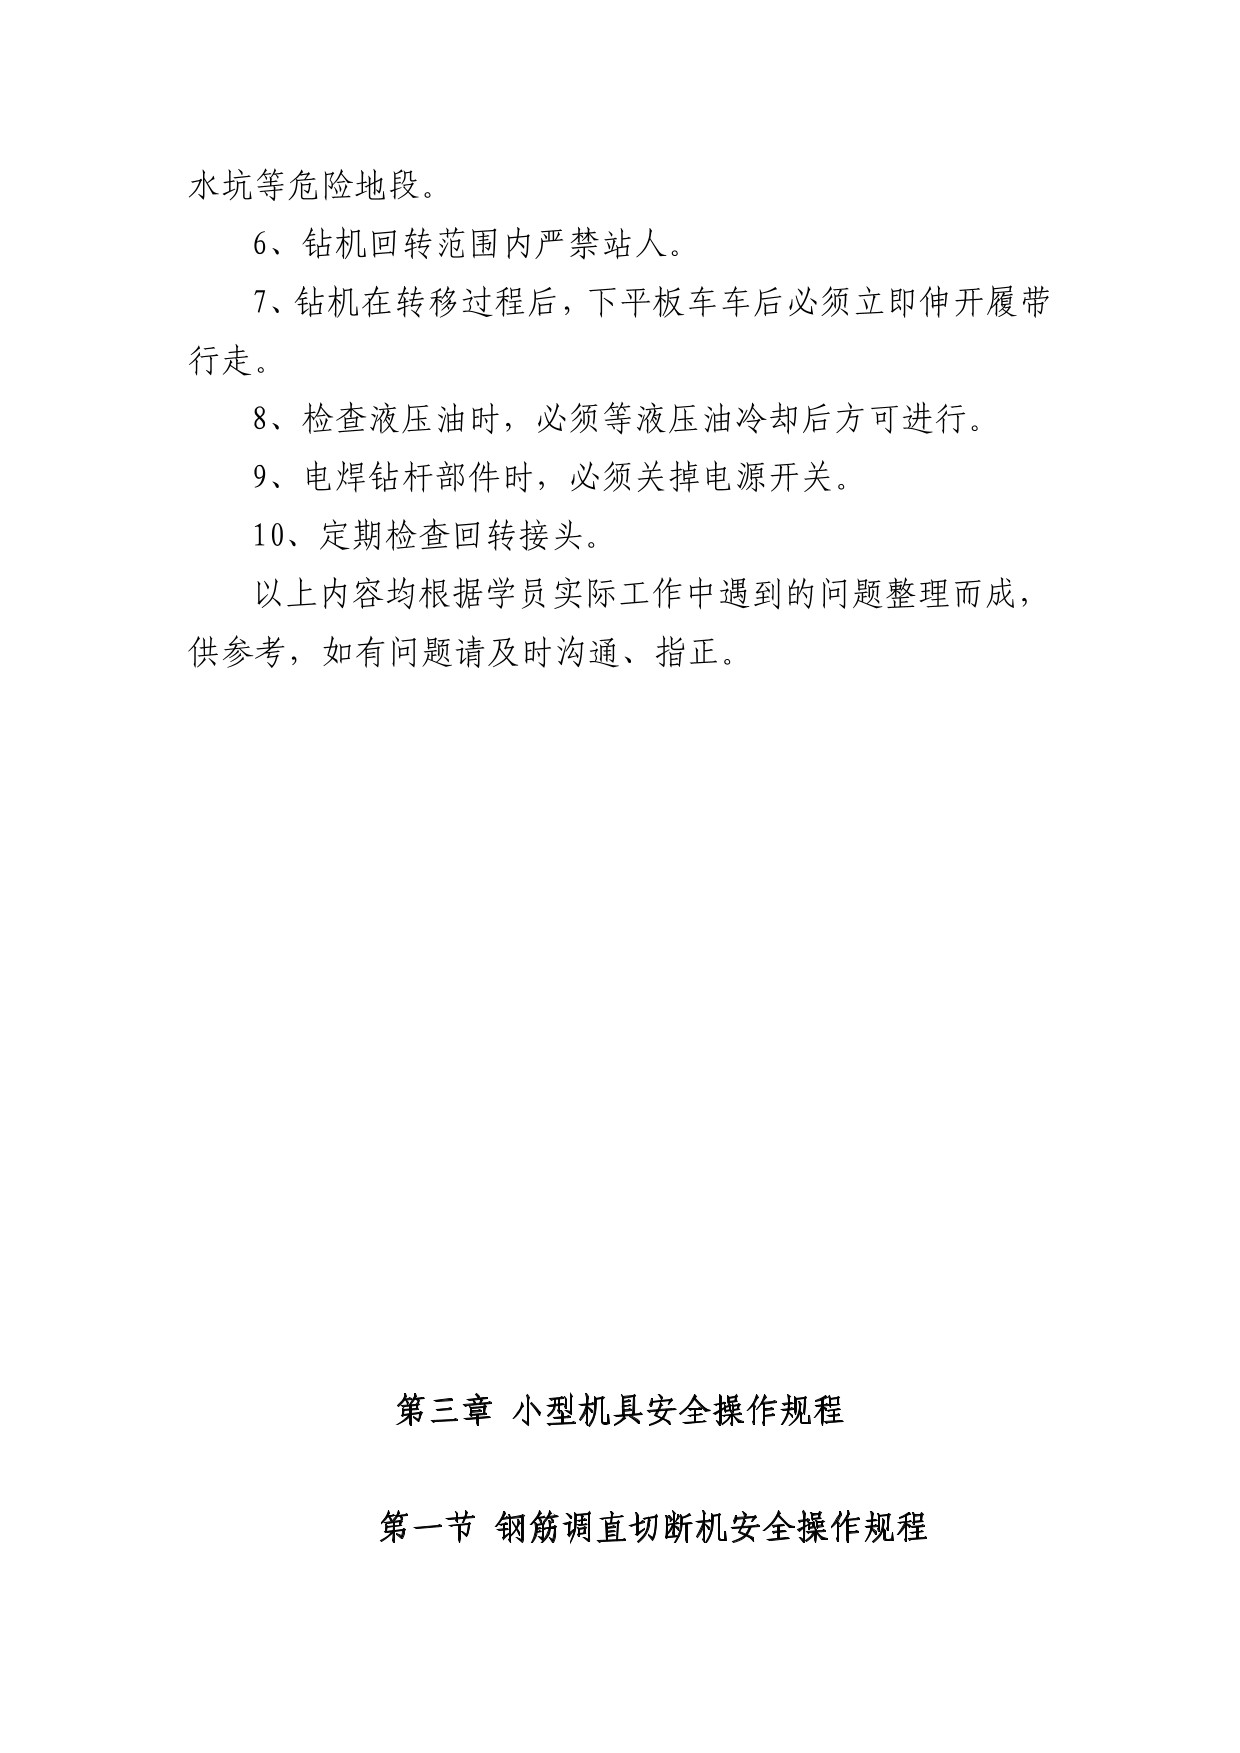 水坑等危险地段。
6、钻机回转范围内严禁站人。
7、钻机在转移过程后，下平板车车后必须立即伸开履带
行走。
8、检查液压油时，必须等液压油冷却后方可进行。
9、电焊钻杆部件时，必须关掉电源开关。
10、定期检查回转接头。
以上内容均根据学员实际工作中遇到的问题整理而成，
供参考，如有问题请及时沟通、指正。
第三章 小型机具安全操作规程
第一节 钢筋调直切断机安全操作规程